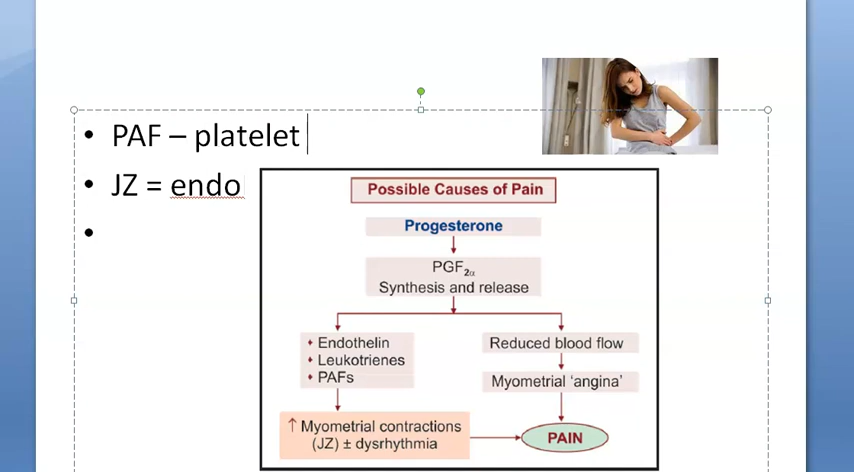 • PAF – platelet
• JZ = endo
•
Possible Causes of Pain
Progesterone
PGF2α
Synthesis and release
♦ Endothelin
♦ Leukotrienes
♦ PAFs
↑ Myometrial contractions
(JZ) ± dysrhythmia
Reduced blood flow
Myometrial ‘angina’
PAIN